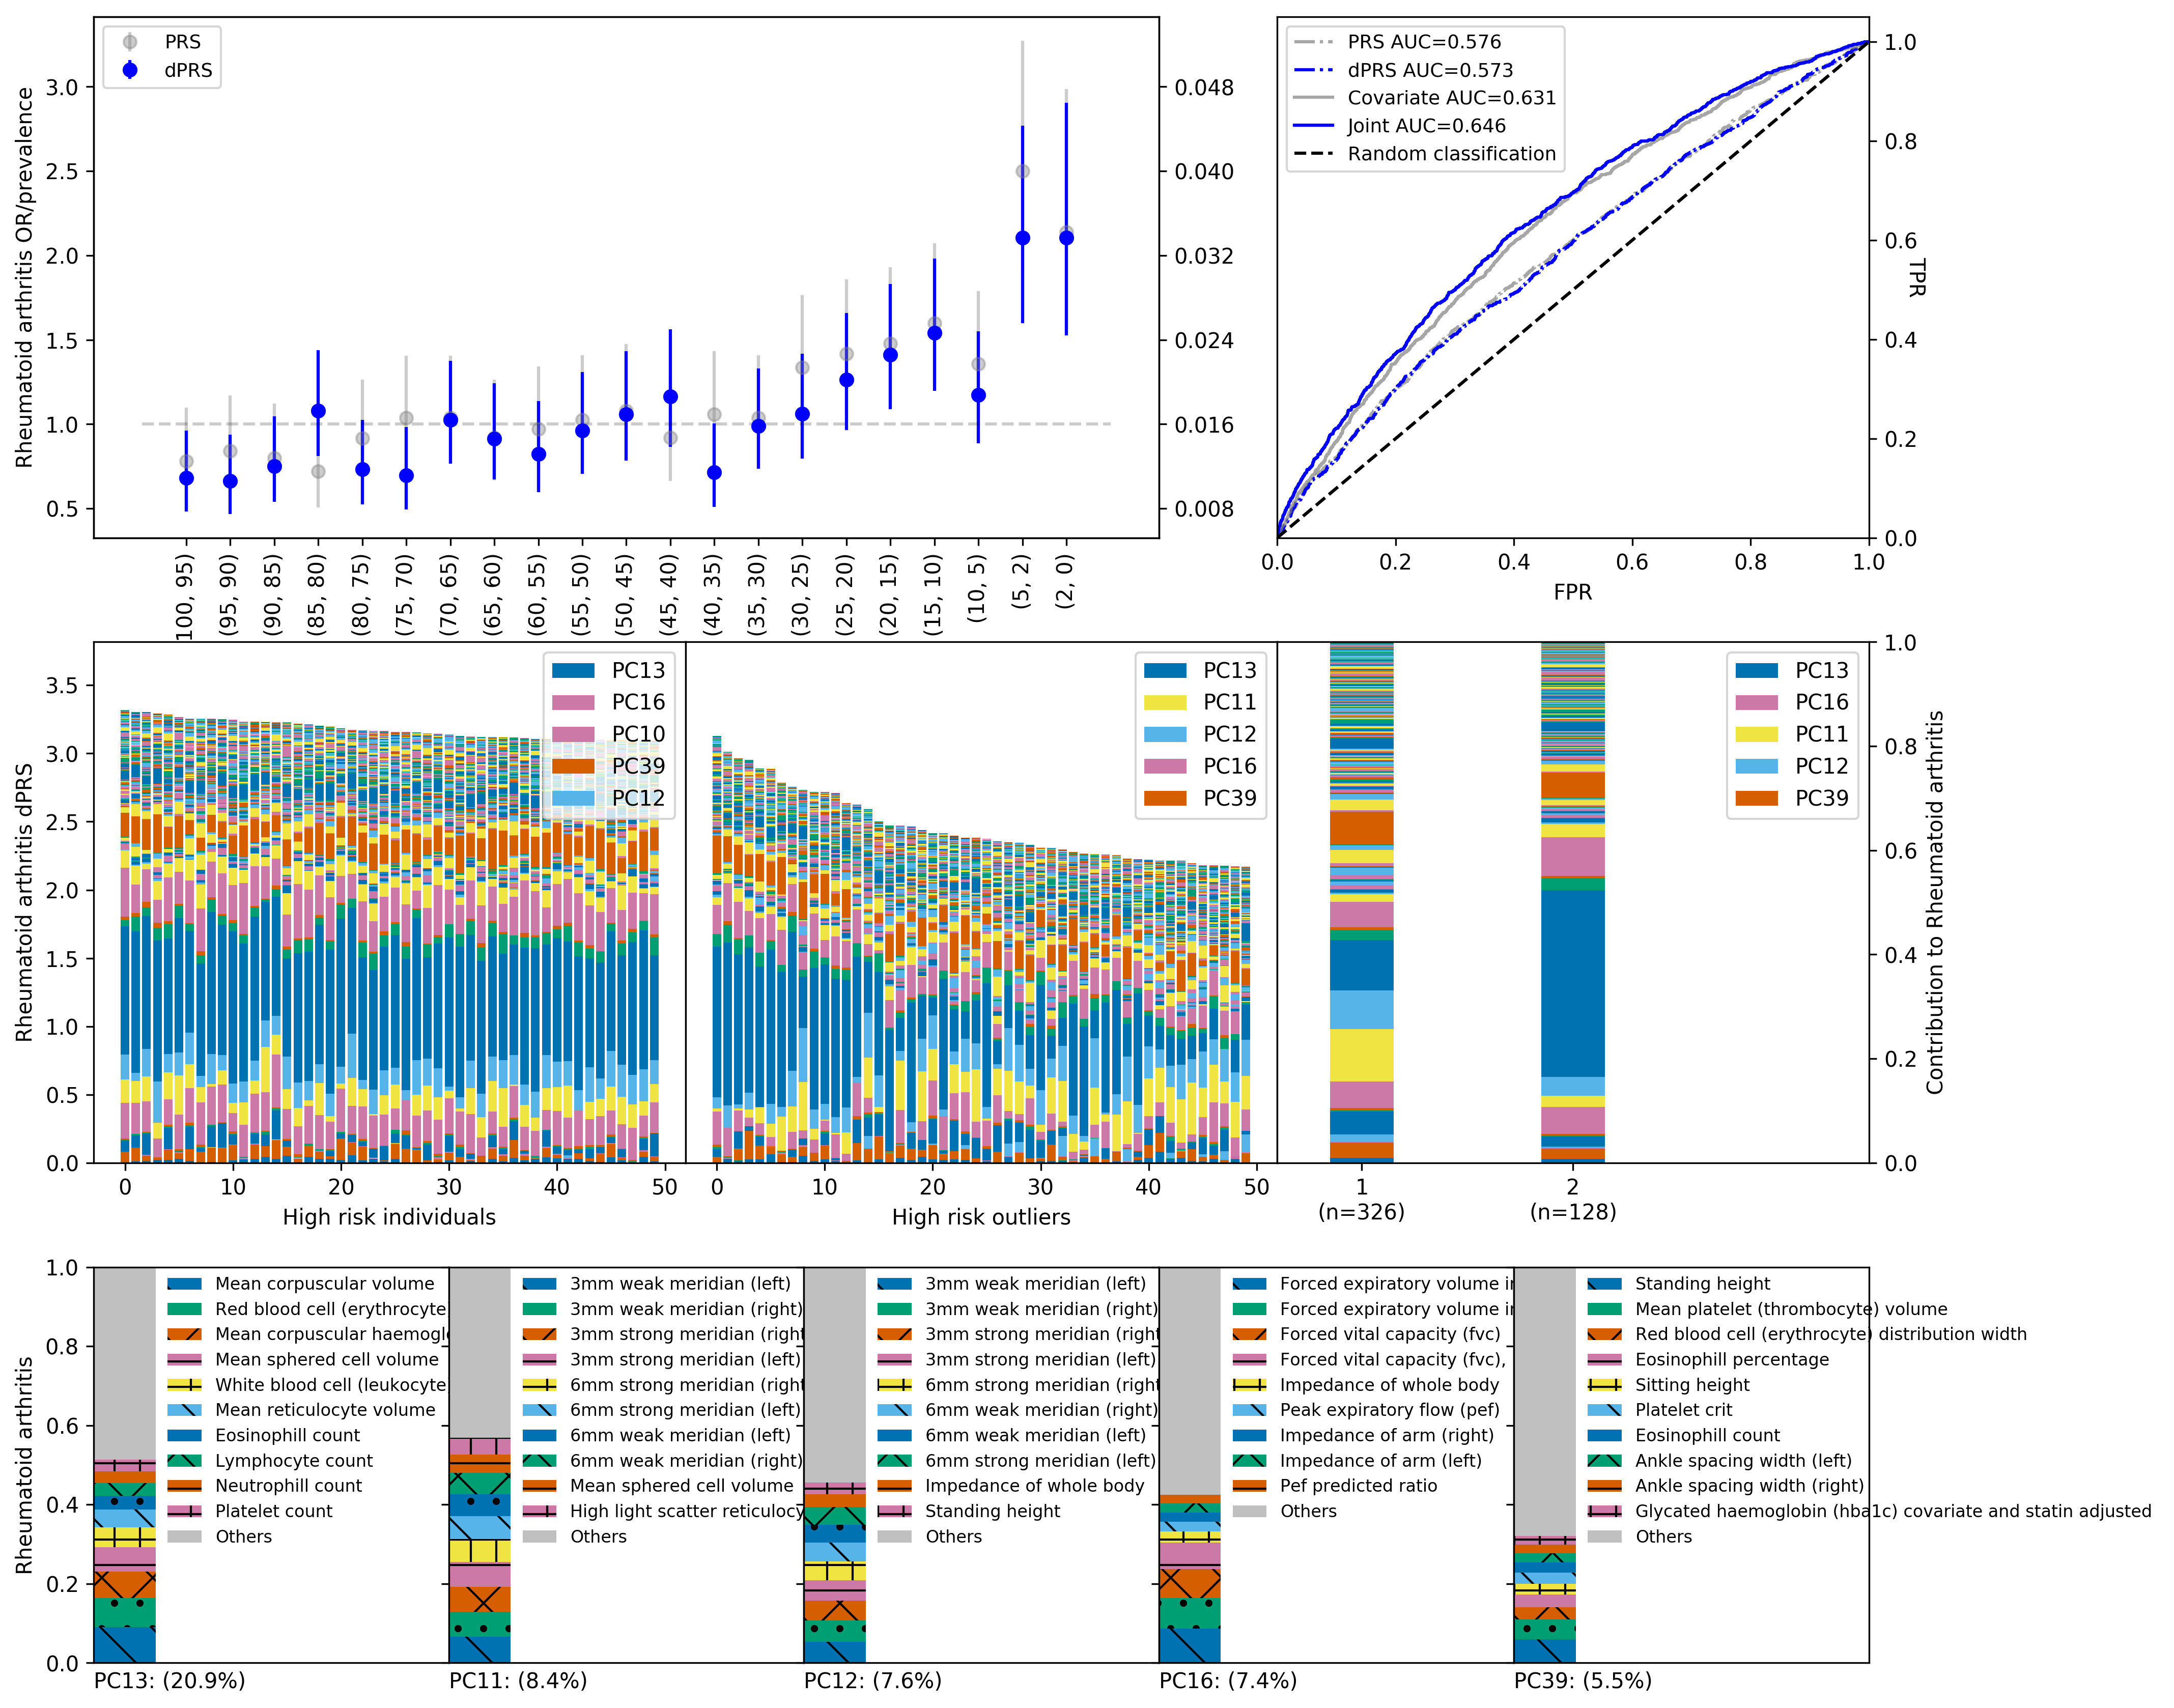 PRS
dPRS
Rheumatoid arthritis OR/prevalence
3.0
2.5
2.0
1.5
1.0
0.5
0.048
0.040
0.032
0.024
0.016
0.008
100, 95)
(95, 90)
(90, 85)
(85, 80)
(80, 75)
(75, 70)
(70, 65)
(65, 60)
(60, 55)
(55, 50)
(50, 45)
(45, 40)
(40, 35)
(35, 30)
(30, 25)
(25, 20)
(20, 15)
(15, 10)
(10, 5)
(5, 2)
(2, 0)
PRS AUC=0.576
dPRS AUC=0.573
Covariate AUC=0.631
Joint AUC=0.646
Random classification
1.0
0.8
0.6
0.4
0.2
0.0
TPR
0.0
0.2
0.4
0.6
0.8
1.0
FPR
Rheumatoid arthritis dPRS
3.5
3.0
2.5
2.0
1.5
1.0
0.5
0.0
PC13
PC16
PC10
PC39
PC12
0
10
20
30
40
50
High risk individuals
PC13
PC11
PC12
PC16
PC39
0
10
20
30
40
50
High risk outliers
PC13
PC16
PC11
PC12
PC39
1
(n=326)
2
(n=128)
1.0
0.8
0.6
0.4
0.2
0.0
Contribution to Rheumatoid arthritis
Rheumatoid arthritis
1.0
0.8
0.6
0.4
0.2
0.0
Mean corpuscular volume
Red blood cell (erythrocyte
Mean corpuscular haemogl
Mean sphered cell volume
White blood cell (leukocyte
Mean reticulocyte volume
Eosinophill count
Lymphocyte count
Neutrophill count
Platelet count
Others
PC13: (20.9%)
3mm weak meridian (left)
3mm weak meridian (right)
3mm strong meridian (right
3mm strong meridian (left)
6mm strong meridian (right
6mm strong meridian (left)
6mm weak meridian (left)
6mm weak meridian (right)
Mean sphered cell volume
High light scatter reticulocy
Others
PC11: (8.4%)
3mm weak meridian (left)
3mm weak meridian (right)
3mm strong meridian (right
3mm strong meridian (left)
6mm strong meridian (right
6mm weak meridian (right)
6mm weak meridian (left)
6mm strong meridian (left)
Impedance of whole body
Standing height
Others
PC12: (7.6%)
Forced expiratory volume in
Forced expiratory volume in
Forced vital capacity (fvc)
Forced vital capacity (fvc),
Impedance of whole body
Peak expiratory flow (pef)
Impedance of arm (right)
Impedance of arm (left)
Pef predicted ratio
Others
PC16: (7.4%)
Standing height
Mean platelet (thrombocyte) volume
Red blood cell (erythrocyte) distribution width
Eosinophill percentage
Sitting height
Platelet crit
Eosinophill count
Ankle spacing width (left)
Ankle spacing width (right)
Glycated haemoglobin (hba1c) covariate and statin adjusted
Others
PC39: (5.5%)